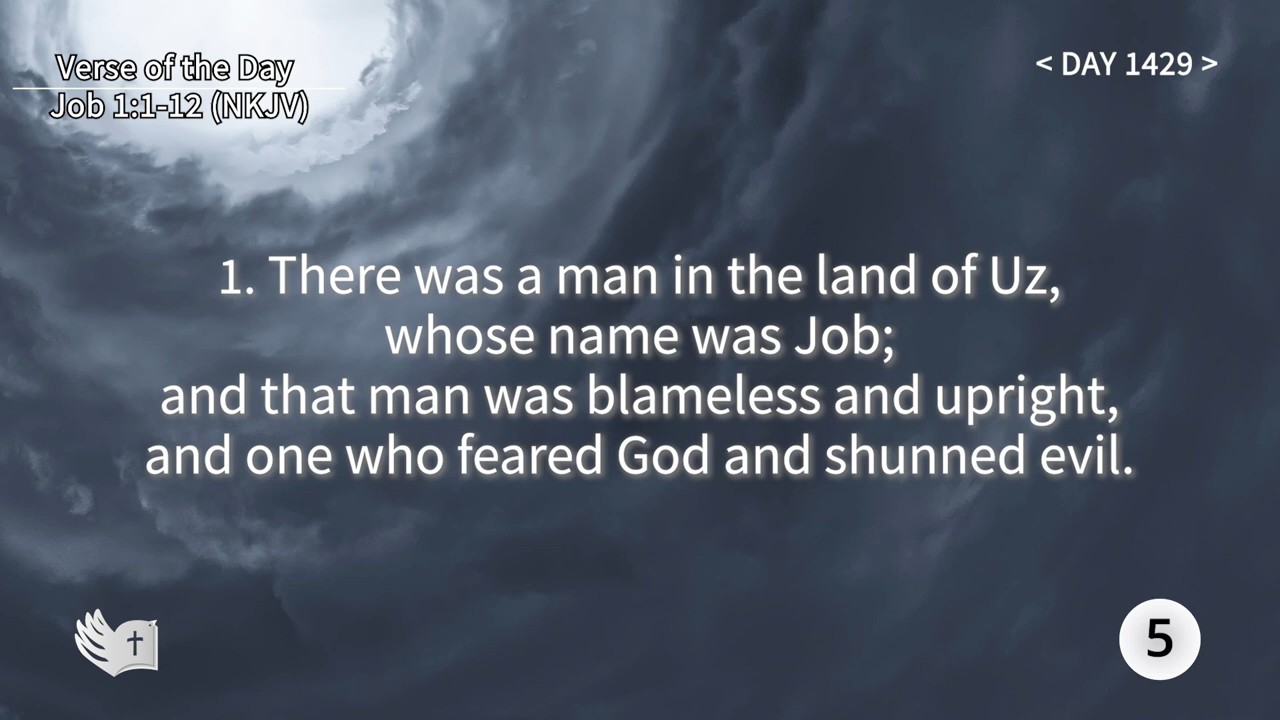 Verse of the Day
Job 1:1-12 (NKJV)
< DAY 1429 >
1. There was a man in the land of Uz,
whose name was Job;
and that man was blameless and upright,
and one who feared God and shunned evil.
5